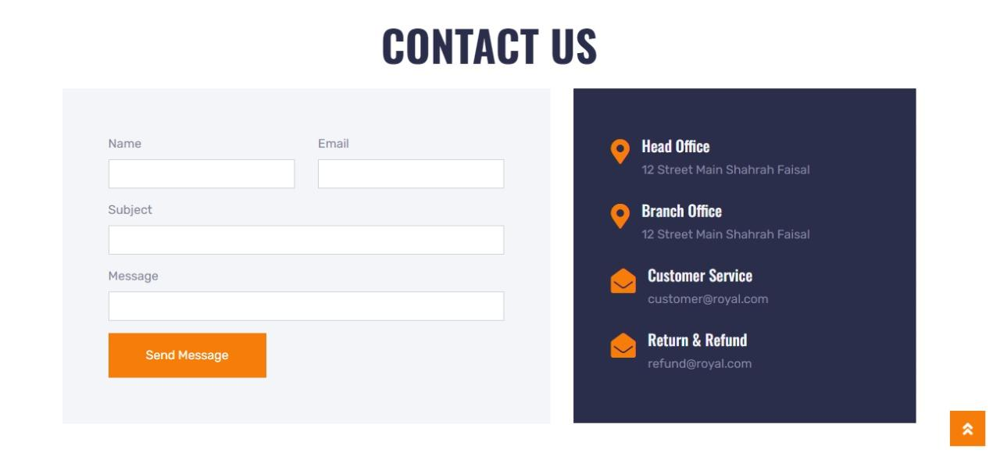 CONTACT US
Name
Email
Subject
Message
Send Message
Head Office
12 Street Main Shahrah Faisal
Branch Office
12 Street Main Shahrah Faisal
Customer Service
customer@royal.com
Return & Refund
refund@royal.com